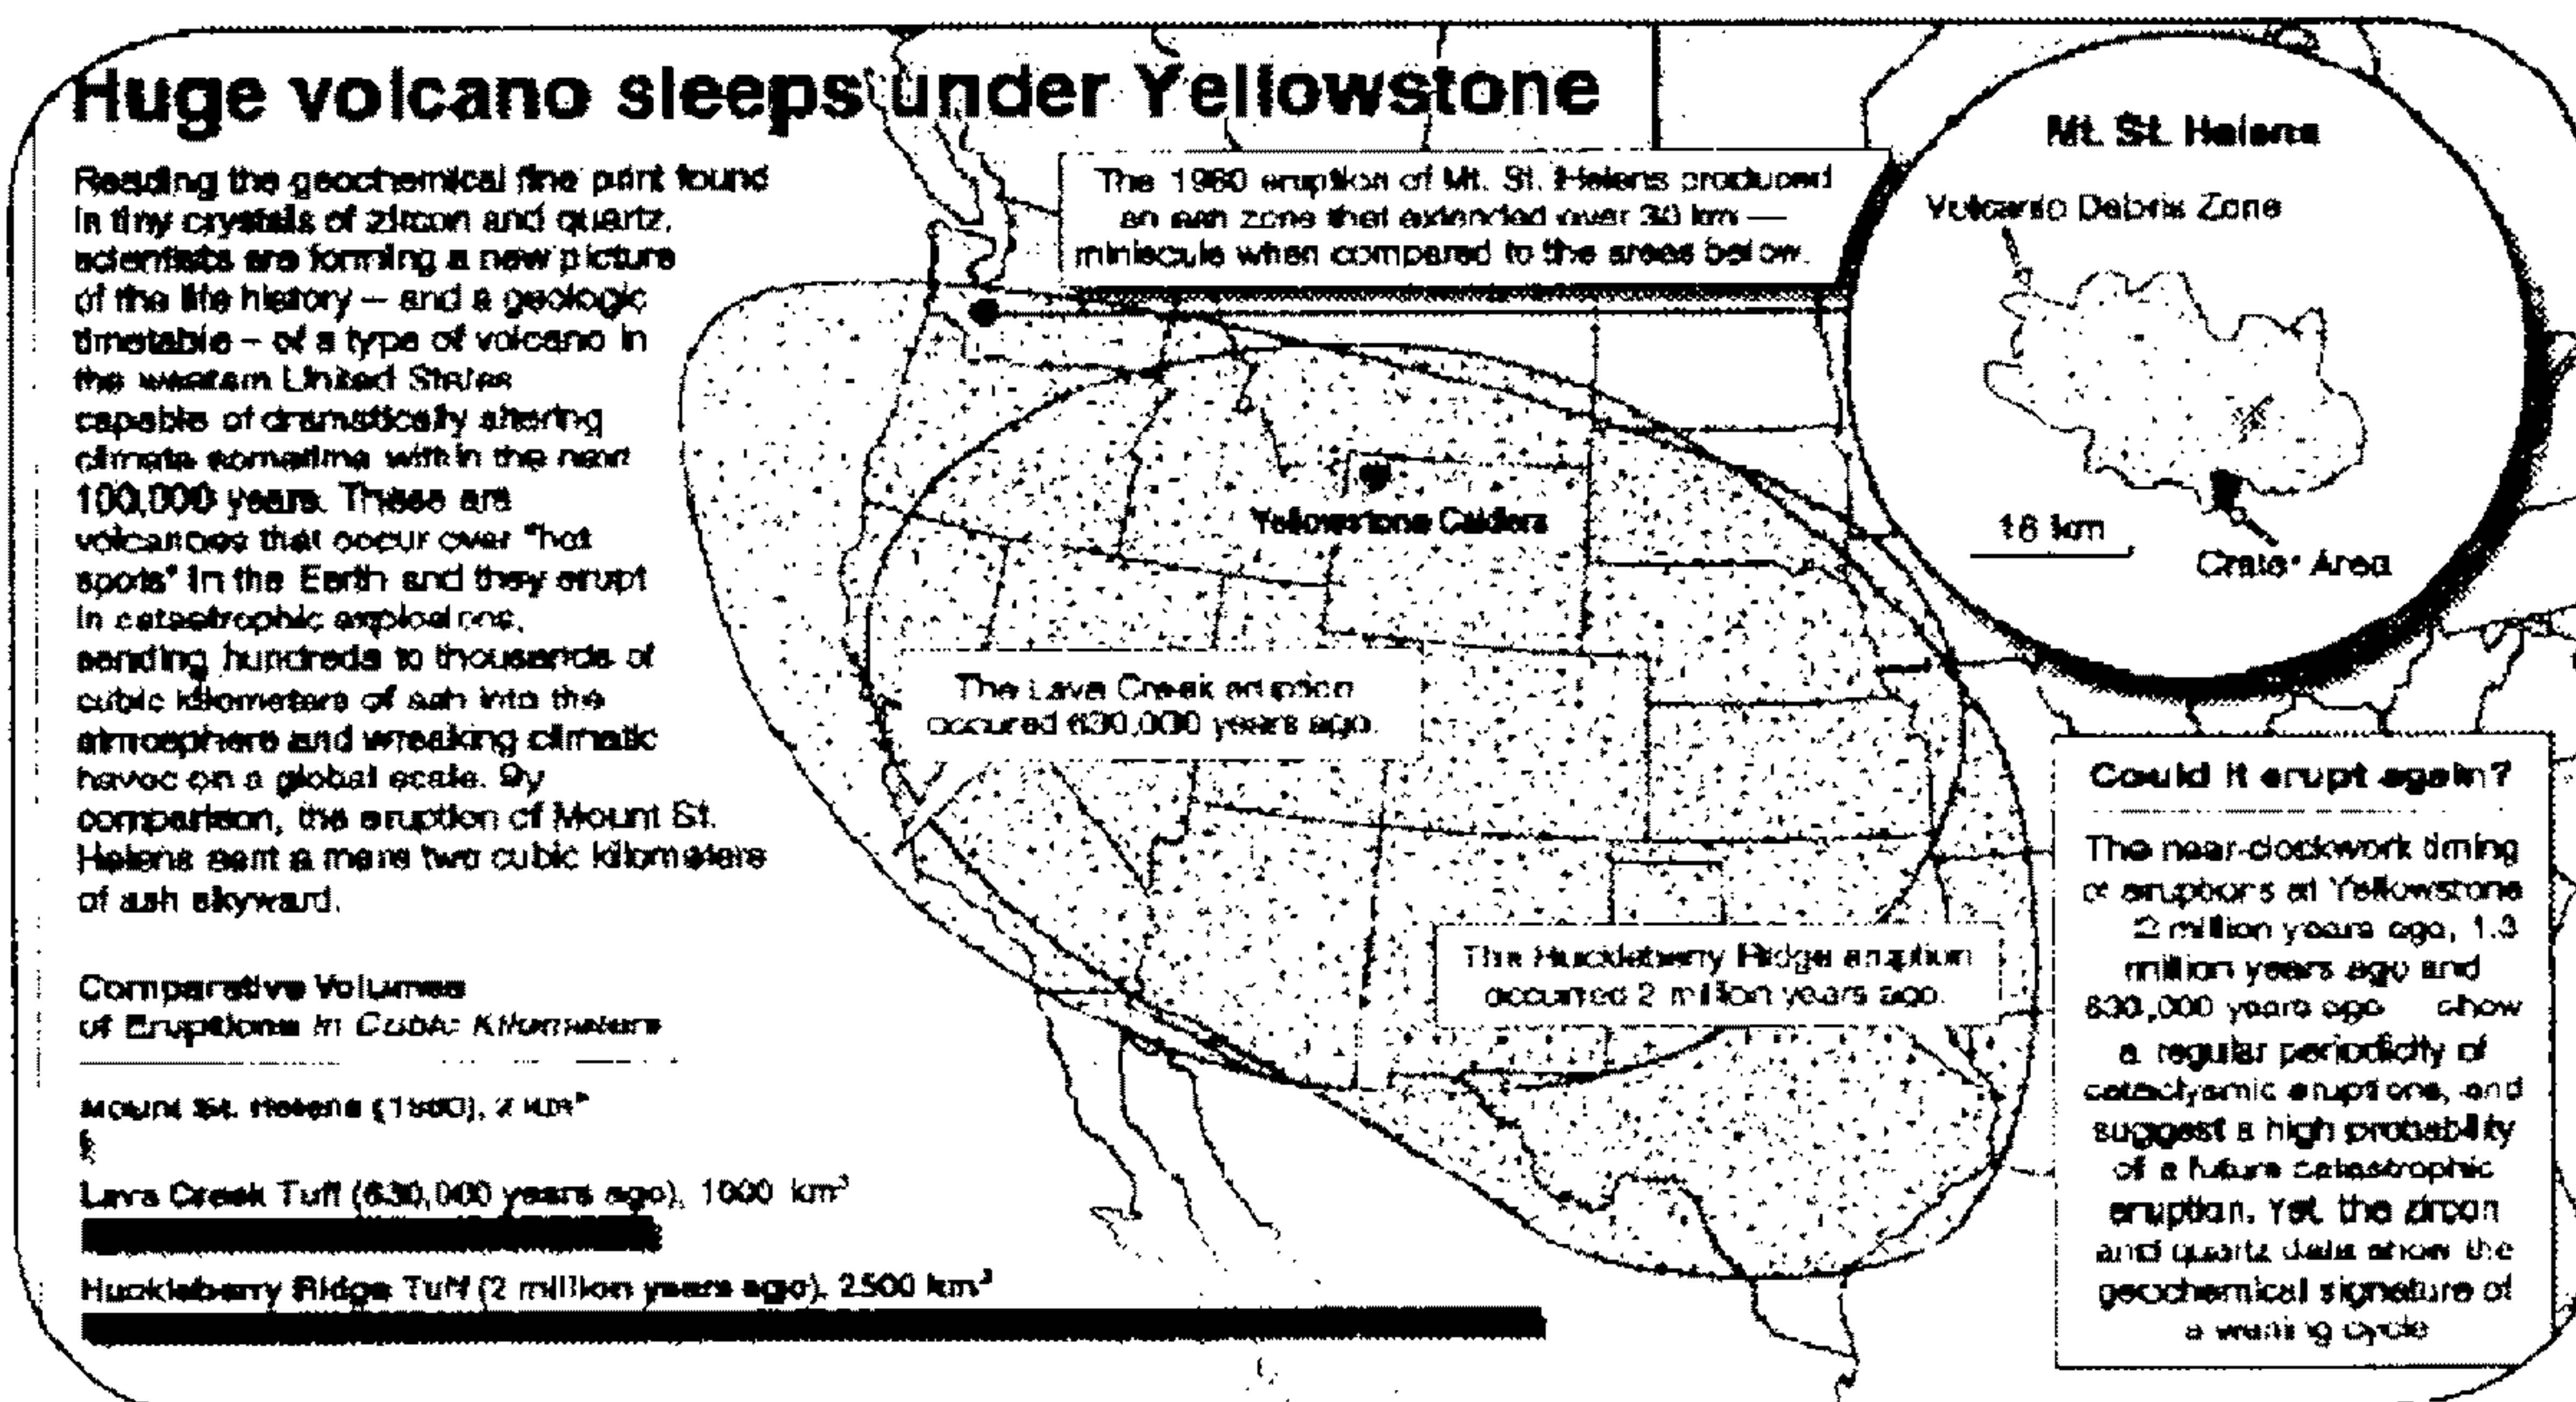 Huge volcano sleeps under Yellowstone
Reading the geochemical fine print found
in tiny crystals of zircon and quartz,
scientists are forming a new picture
of the life history – and a geologic
timetable – of a type of volcano in
the western United States
capable of dramatically altering
climate sometime within the next
100,000 years. These are
volcanoes that occur over "hot
spots" in the Earth and they erupt
in catastrophic explosions,
sending hundreds to thousands of
cubic kilometers of ash into the
atmosphere and wreaking climatic
havoc on a global scale. By
comparison, the eruption of Mount St.
Helens sent a mere two cubic kilometers
of ash skyward.
Comparative Volumes
of Eruptions in Cubic Kilometers
Mount St. Helens (1980), 2 km³
Lava Creek Tuff (630,000 years ago), 1000 km³
Huckleberry Ridge Tuff (2 million years ago), 2500 km³
The 1980 eruption of Mt. St. Helens produced
an ash zone that extended over 30 km —
miniscule when compared to the areas below.
Yellowstone Caldera
The Lava Creek eruption
occured 630,000 years ago.
The Huckleberry Ridge eruption
occurred 2 million years ago.
Mt. St. Helens
Volcanic Debris Zone
16 km
Crater Area
Could it erupt again?
The near-clockwork timing
of eruptions at Yellowstone
2 million years ago, 1.3
million years ago and
630,000 years ago show
a regular periodicity of
cataclysmic eruptions, and
suggest a high probability
of a future catastrophic
eruption. Yet, the zircon
and quartz data show the
geochemical signature of
a waning cycle